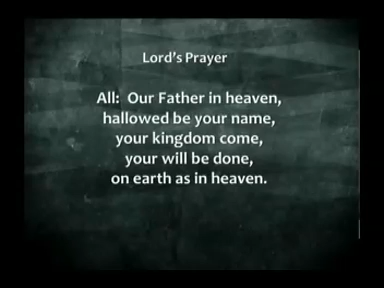 Lord's Prayer
All: Our Father in heaven,
hallowed be your name,
your kingdom come,
your will be done,
on earth as in heaven.